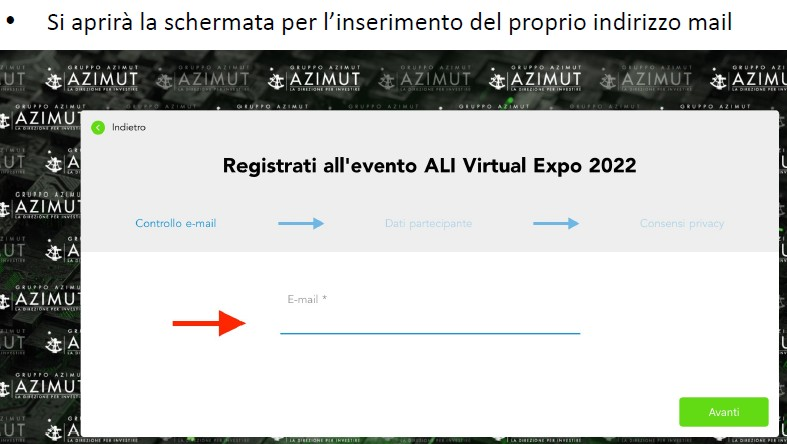 • Si aprirà la schermata per l'inserimento del proprio indirizzo mail
GRUPPO AZIMUT
AZIMUT
LA DIREZIONE PER INVESTIRE
Indietro
Registrati all'evento ALI Virtual Expo 2022
Controllo e-mail
Dati partecipante
Consensi privacy
E-mail *
Avanti